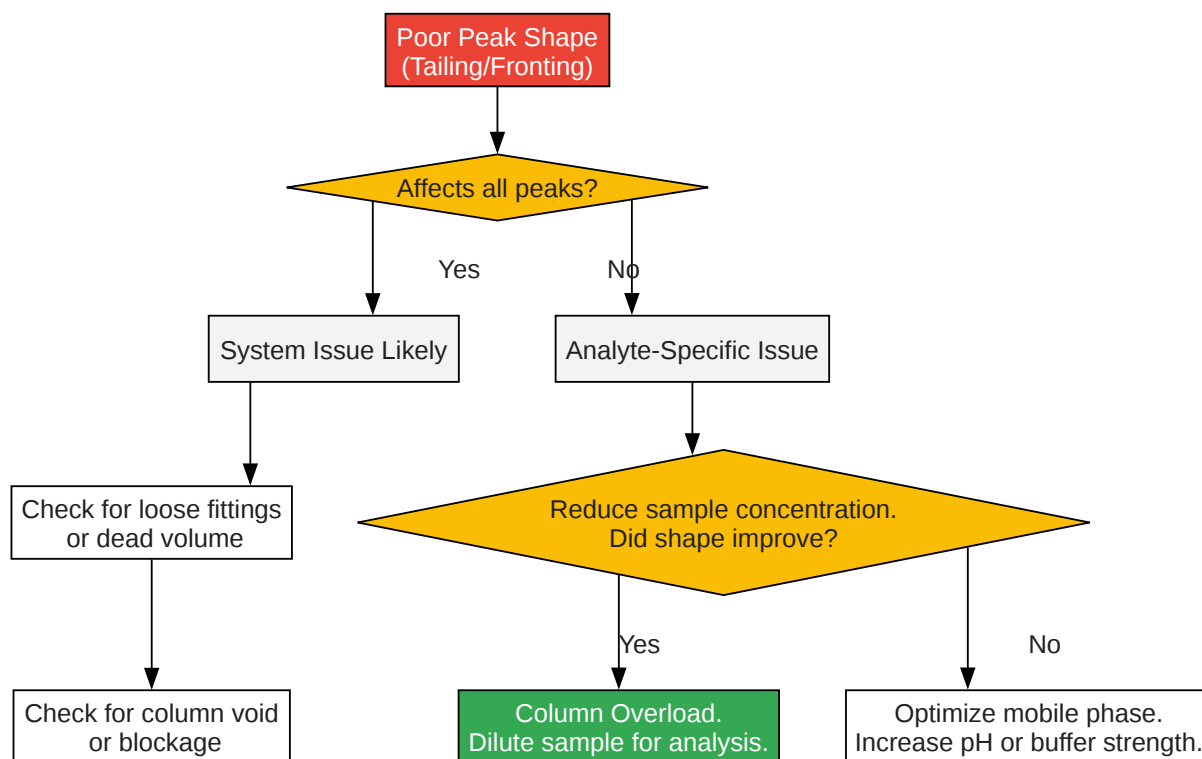 Poor Peak Shape
(Tailing/Fronting)
Affects all peaks?
Yes
No
System Issue Likely
Analyte-Specific Issue
Check for loose fittings
or dead volume
Reduce sample concentration.
Did shape improve?
Yes
No
Check for column void
or blockage
Column Overload.
Dilute sample for analysis.
Optimize mobile phase.
Increase pH or buffer strength.